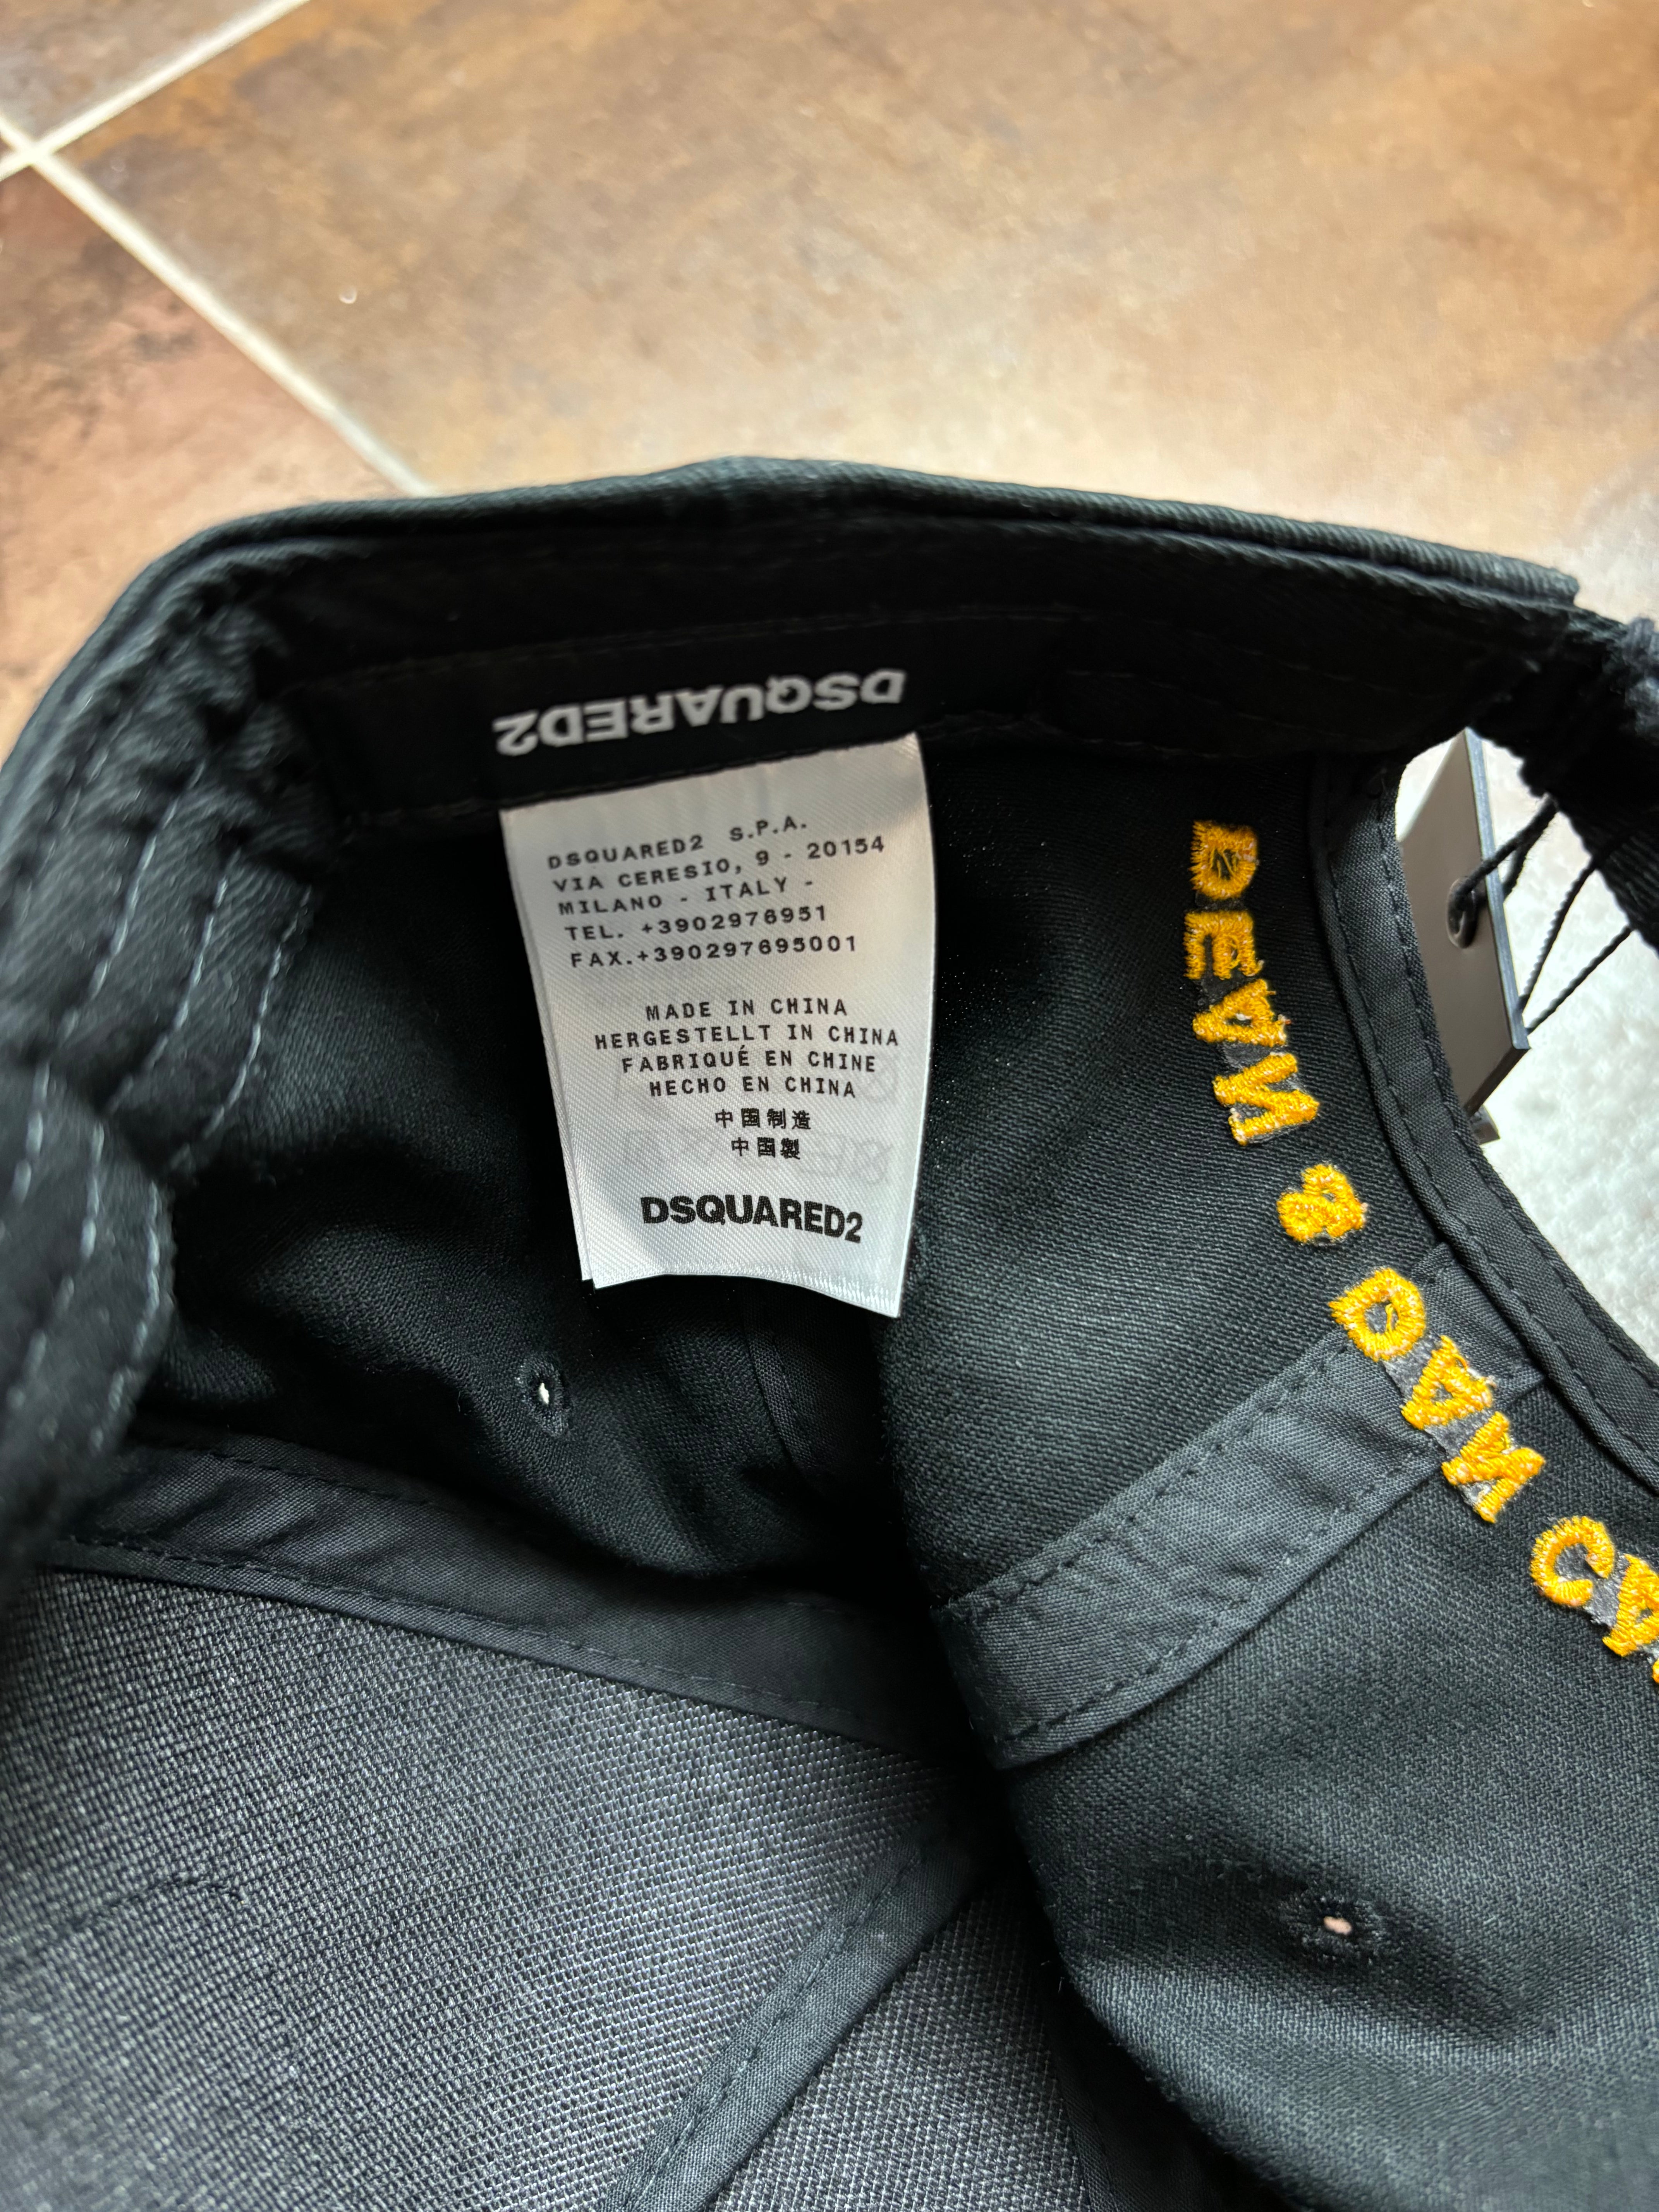 DSQUARED2
DSQUARED2 S.P.A.
VIA CERESIO, 9 - 20154
MILANO - ITALY -
TEL. +3902976951
FAX.+390297695001
MADE IN CHINA
HERGESTELLT IN CHINA
FABRIQUÉ EN CHINE
HECHO EN CHINA
中国制造
中国製
DSQUARED2
DEAN & DAN CA